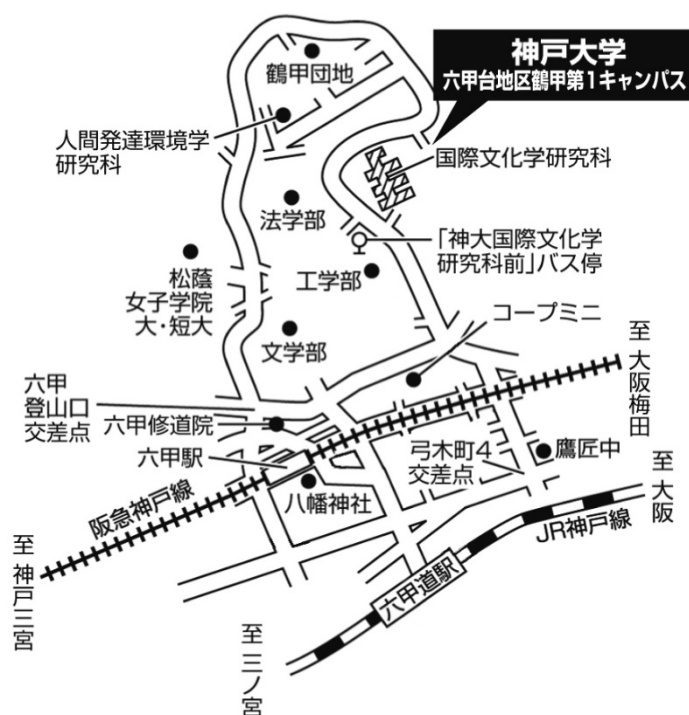 神戸大学
六甲台地区鶴甲第1キャンパス
鶴甲団地
人間発達環境学
研究科
国際文化学研究科
法学部
「神大国際文化学
研究科前」バス停
松蔭
女子学院
大・短大
工学部
文学部
コープミニ
至 大阪梅田
六甲
登山口
交差点
六甲修道院
六甲駅
弓木町4
交差点
鷹匠中
至 大阪
阪急神戸線
八幡神社
JR神戸線
至 神戸三宮
六甲道駅
至 三ノ宮